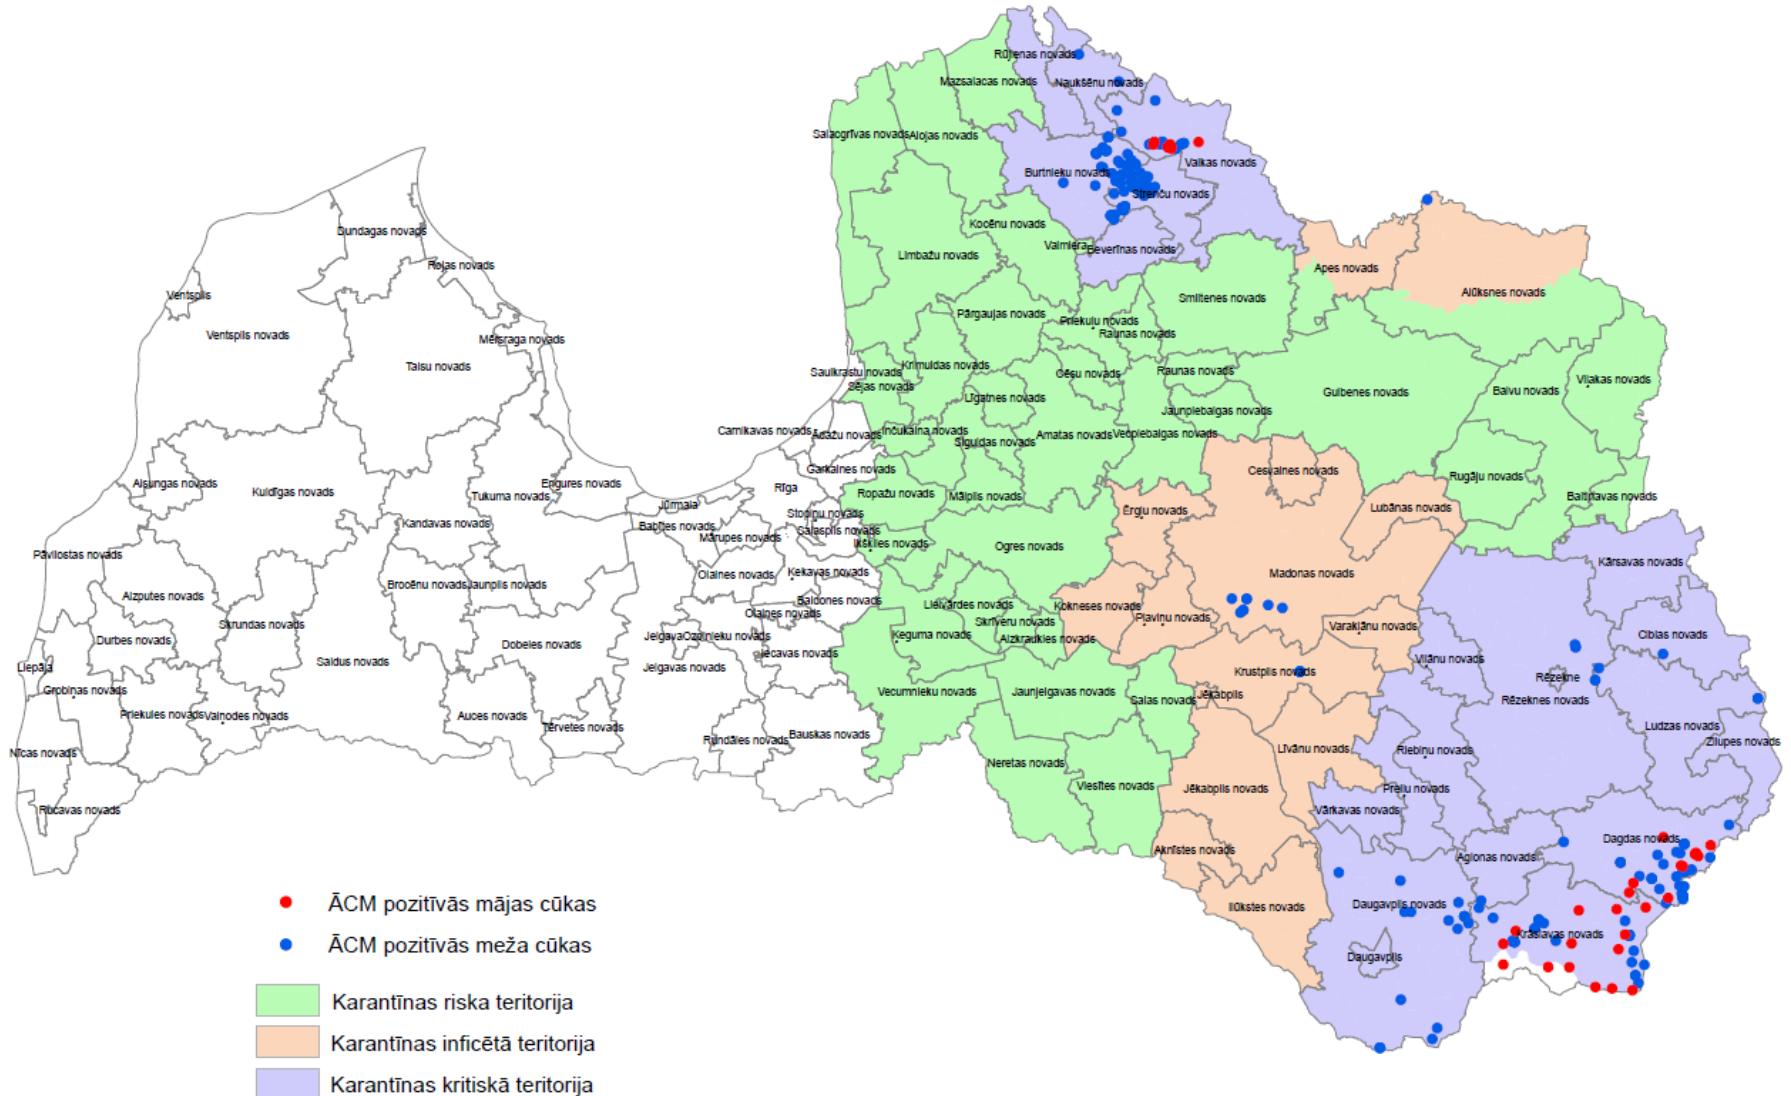 Rūjienas novads
Naukšēnu novads
Mazsalacas novads
Salacgrīvas novads
Alojas novads
Valkas novads
Burtnieku novads
Strenču novads
Kocēnu novads
Valmiera
Beverīnas novads
Limbažu novads
Dundagas novads
Rojas novads
Ventspils
Ventspils novads
Mērsraga novads
Talsu novads
Apes novads
Alūksnes novads
Smiltenes novads
Pārgaujas novads
Priekuļu novads
Raunas novads
Saulkrastu novads
Krimuldas novads
Sējas novads
Cēsu novads
Raunas novads
Līgatnes novads
Jaunpiebalgas novads
Gulbenes novads
Balvu novads
Viļakas novads
Carnikavas novads
Ādažu novads
Inčukalna novads
Siguldas novads
Amatas novads
Vecpiebalgas novads
Garkalnes novads
Cesvaines novads
Rugāju novads
Baltinavas novads
Alsungas novads
Kuldīgas novads
Tukuma novads
Engures novads
Jūrmala
Rīga
Ropažu novads
Mālpils novads
Lubānas novads
Ērgļu novads
Kandavas novads
Babītes novads
Mārupes novads
Stopiņu novads
Salaspils novads
Ikšķiles novads
Ogres novads
Pāvilostas novads
Kārsavas novads
Madonas novads
Aizputes novads
Brocēnu novads
Jaunpils novads
Olaines novads
Ķekavas novads
Baldones novads
Olaines novads
Lielvārdes novads
Skrīveru novads
Kokneses novads
Pļaviņu novads
Varakļānu novads
Skrundas novads
Durbes novads
Dobeles novads
Jelgava
Ozolnieku novads
Iecavas novads
Ķeguma novads
Aizkraukles novads
Ciblas novads
Saldus novads
Liepāja
Jelgavas novads
Viļānu novads
Krustpils novads
Rēzekne
Rēzeknes novads
Grobiņas novads
Vecumnieku novads
Jaunjelgavas novads
Salas novads
Jēkabpils
Priekules novads
Vaiņodes novads
Auces novads
Tērvetes novads
Rundāles novads
Bauskas novads
Ludzas novads
Zilupes novads
Nīcas novads
Neretas novads
Līvānu novads
Riebiņu novads
Viesītes novads
Jēkabpils novads
Preiļu novads
Vārkavas novads
Rucavas novads
Aknīstes novads
Aglonas novads
Dagdas novads
Ilūkstes novads
Daugavpils novads
Krāslavas novads
Daugavpils
ĀCM pozitīvās mājas cūkas
ĀCM pozitīvās meža cūkas
Karantīnas riska teritorija
Karantīnas inficētā teritorija
Karantīnas kritiskā teritorija